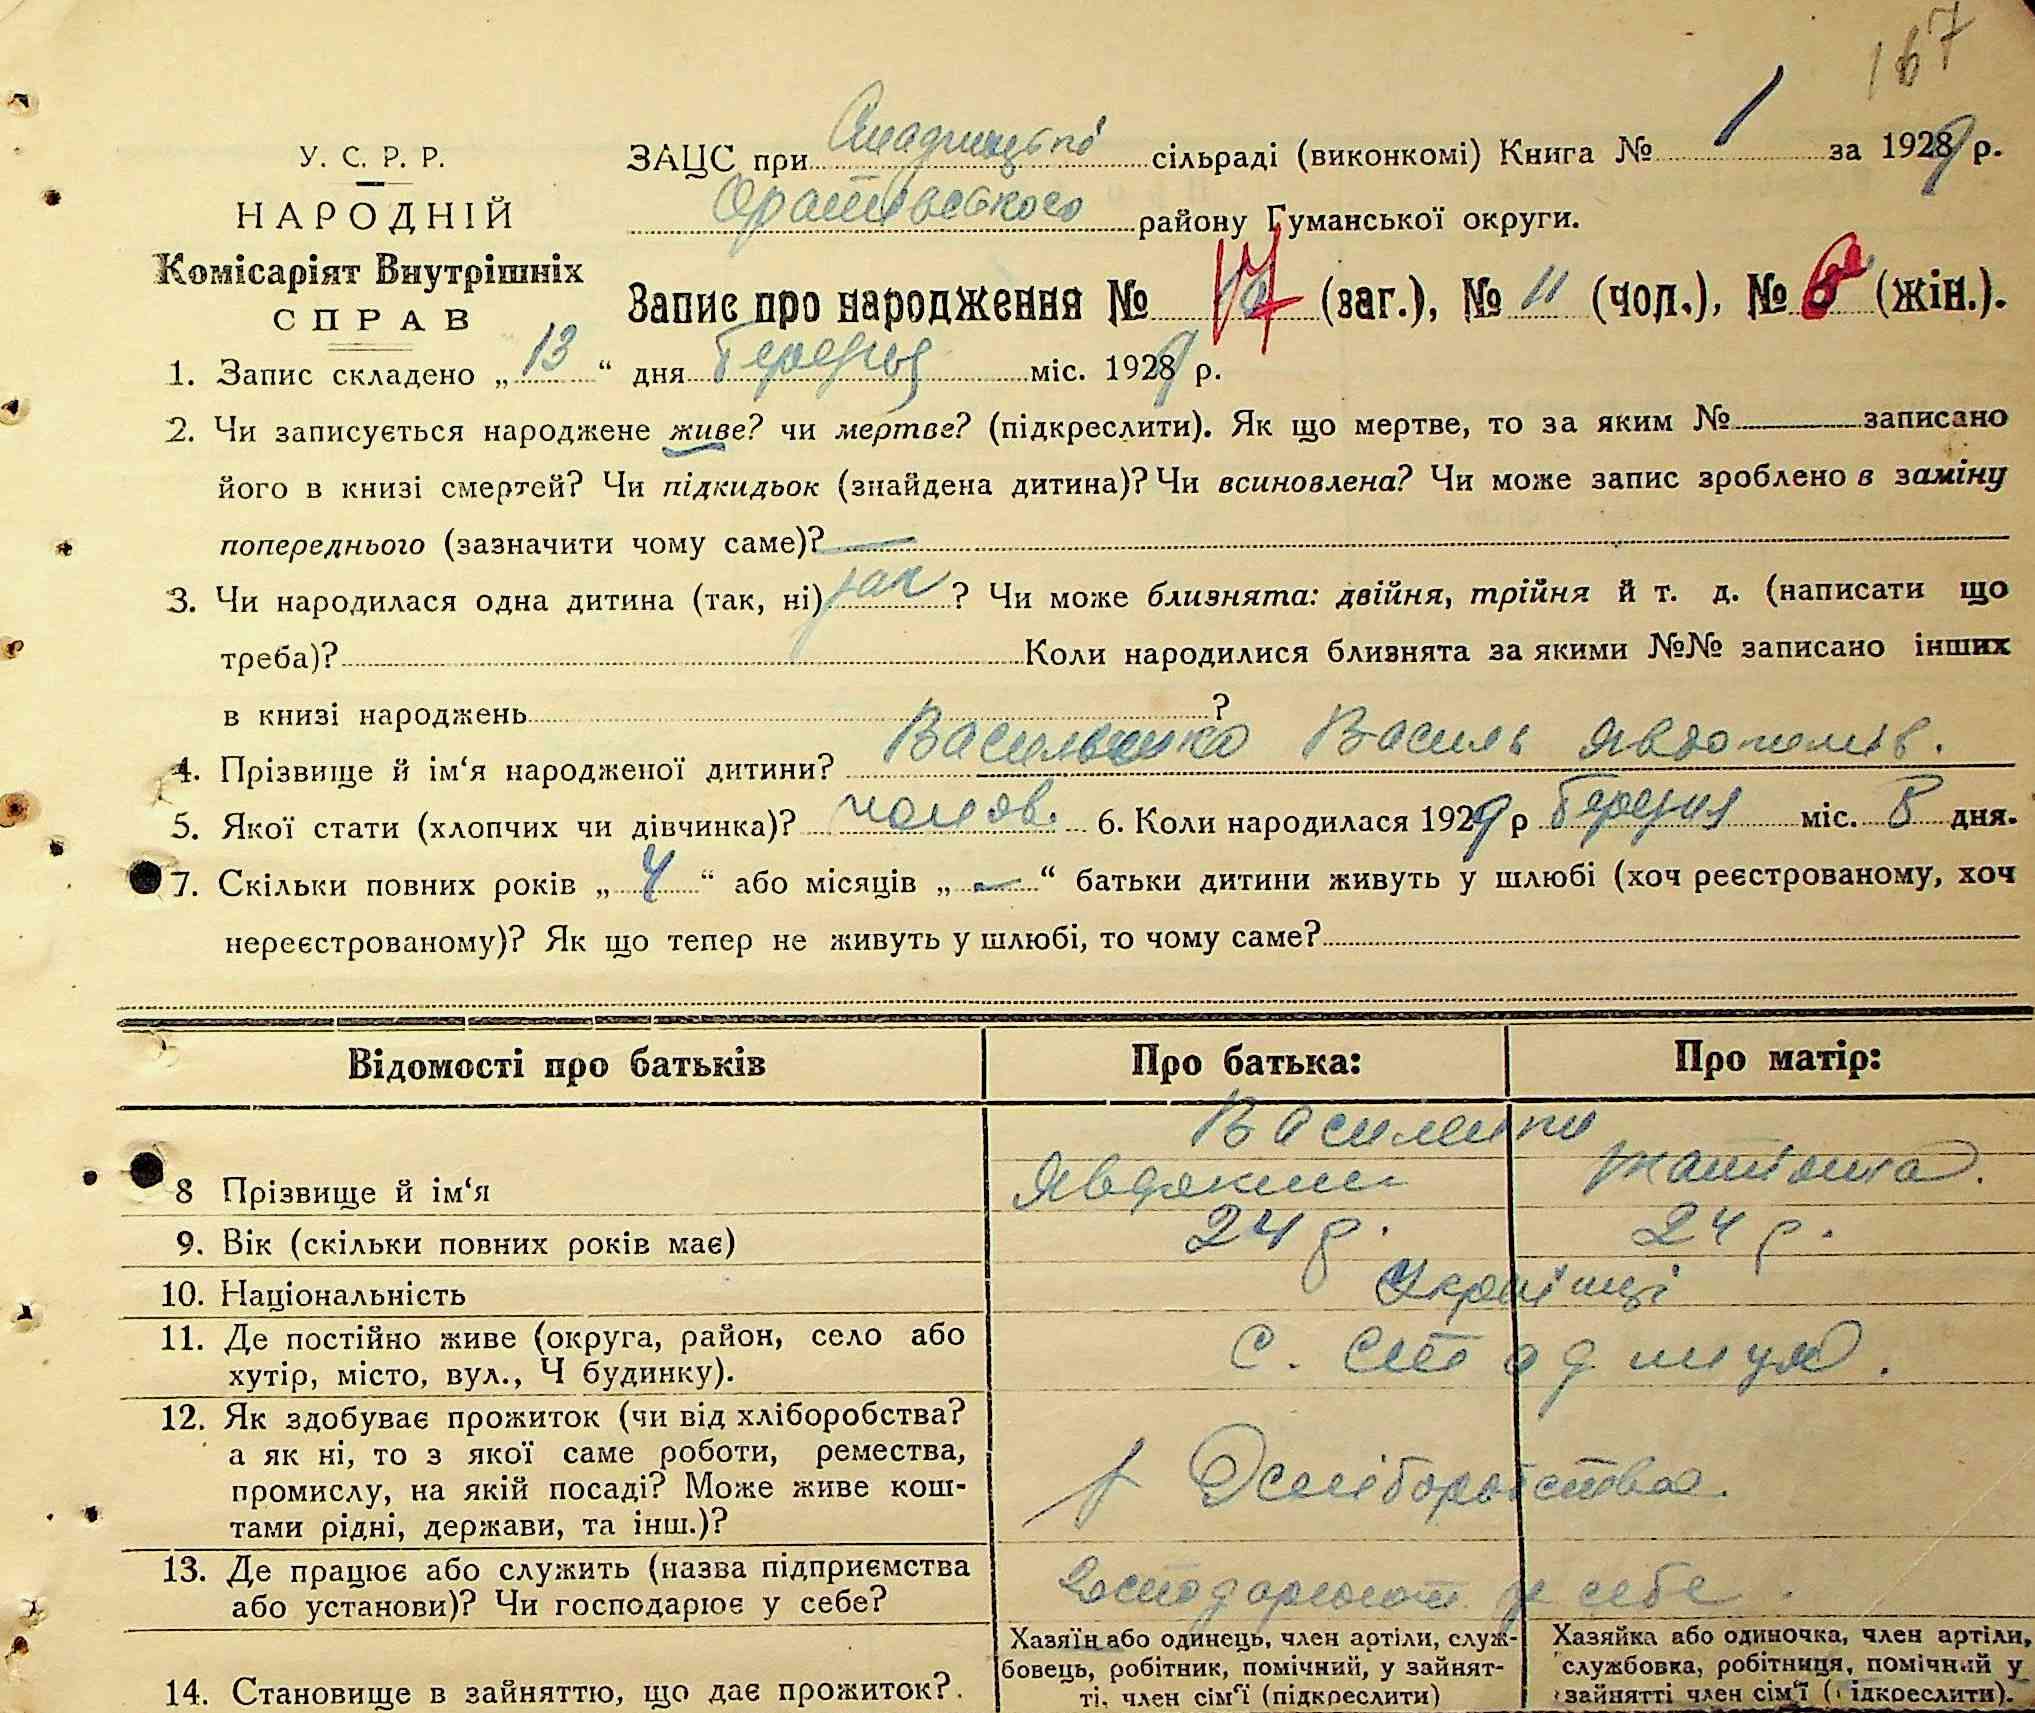 167
У. С. Р. Р.
НАРОДНІЙ
Комісаріят Внутрішніх
СПРАВ
ЗАЦС при Стадницькій сільраді (виконкомі) Книга № 1 за 1929 р.
Оратівського району Гуманської округи.
Запис про народження № 17 (заг.), № 11 (чол.), № 6 (жін.).
1. Запис складено „13“ дня Березня міс. 1929 р.
2. Чи записується народжене живе? чи мертве? (підкреслити). Як що мертве, то за яким № записано
його в книзі смертей? Чи підкидьок (знайдена дитина)? Чи всиновлена? Чи може запис зроблено в заміну
попереднього (зазначити чому саме)? —
3. Чи народилася одна дитина (так, ні) так? Чи може близнята: двійня, трійня й т. д. (написати що
треба)? Коли народилися близнята за якими №№ записано інших
в книзі народжень ?
4. Прізвище й ім‘я народженої дитини? Василь
5. Якої статі (хлопчик чи дівчинка)? чолов. 6. Коли народилася 1929 р Березня міс. 8 дня.
7. Скільки повних років „4“ або місяців „—“ батьки дитини живуть у шлюбі (хоч реєстрованому, хоч
нереєстрованому)? Як що тепер не живуть у шлюбі, то чому саме?
Відомості про батьків Про батька: Про матір:
8 Прізвище й ім‘я
9. Вік (скільки повних років має) 24 р. 24 р.
10. Національність Українці
11. Де постійно живе (округа, район, село або
хутір, місто, вул., Ч будинку).
с. Стадниця.
12. Як здобуває прожиток (чи від хліборобства?
а як ні, то з якої саме роботи, ремества,
промислу, на якій посаді? Може живе кош-
тами рідні, держави, та інш.)?
з Хліборобства.
13. Де працює або служить (назва підприємства
або установи)? Чи господарює у себе?
Господарюют у себе.
14. Становище в зайняттю, що дає прожиток?
Хазяїн або одинець, член артіли, служ-
бовець, робітник, помічний, у зайнят-
ті, член сім‘ї (підкреслити)
Хазяйка або одиночка, член артіли,
службовка, робітниця, помічний у
зайнятті член сім‘ї (підкреслити).